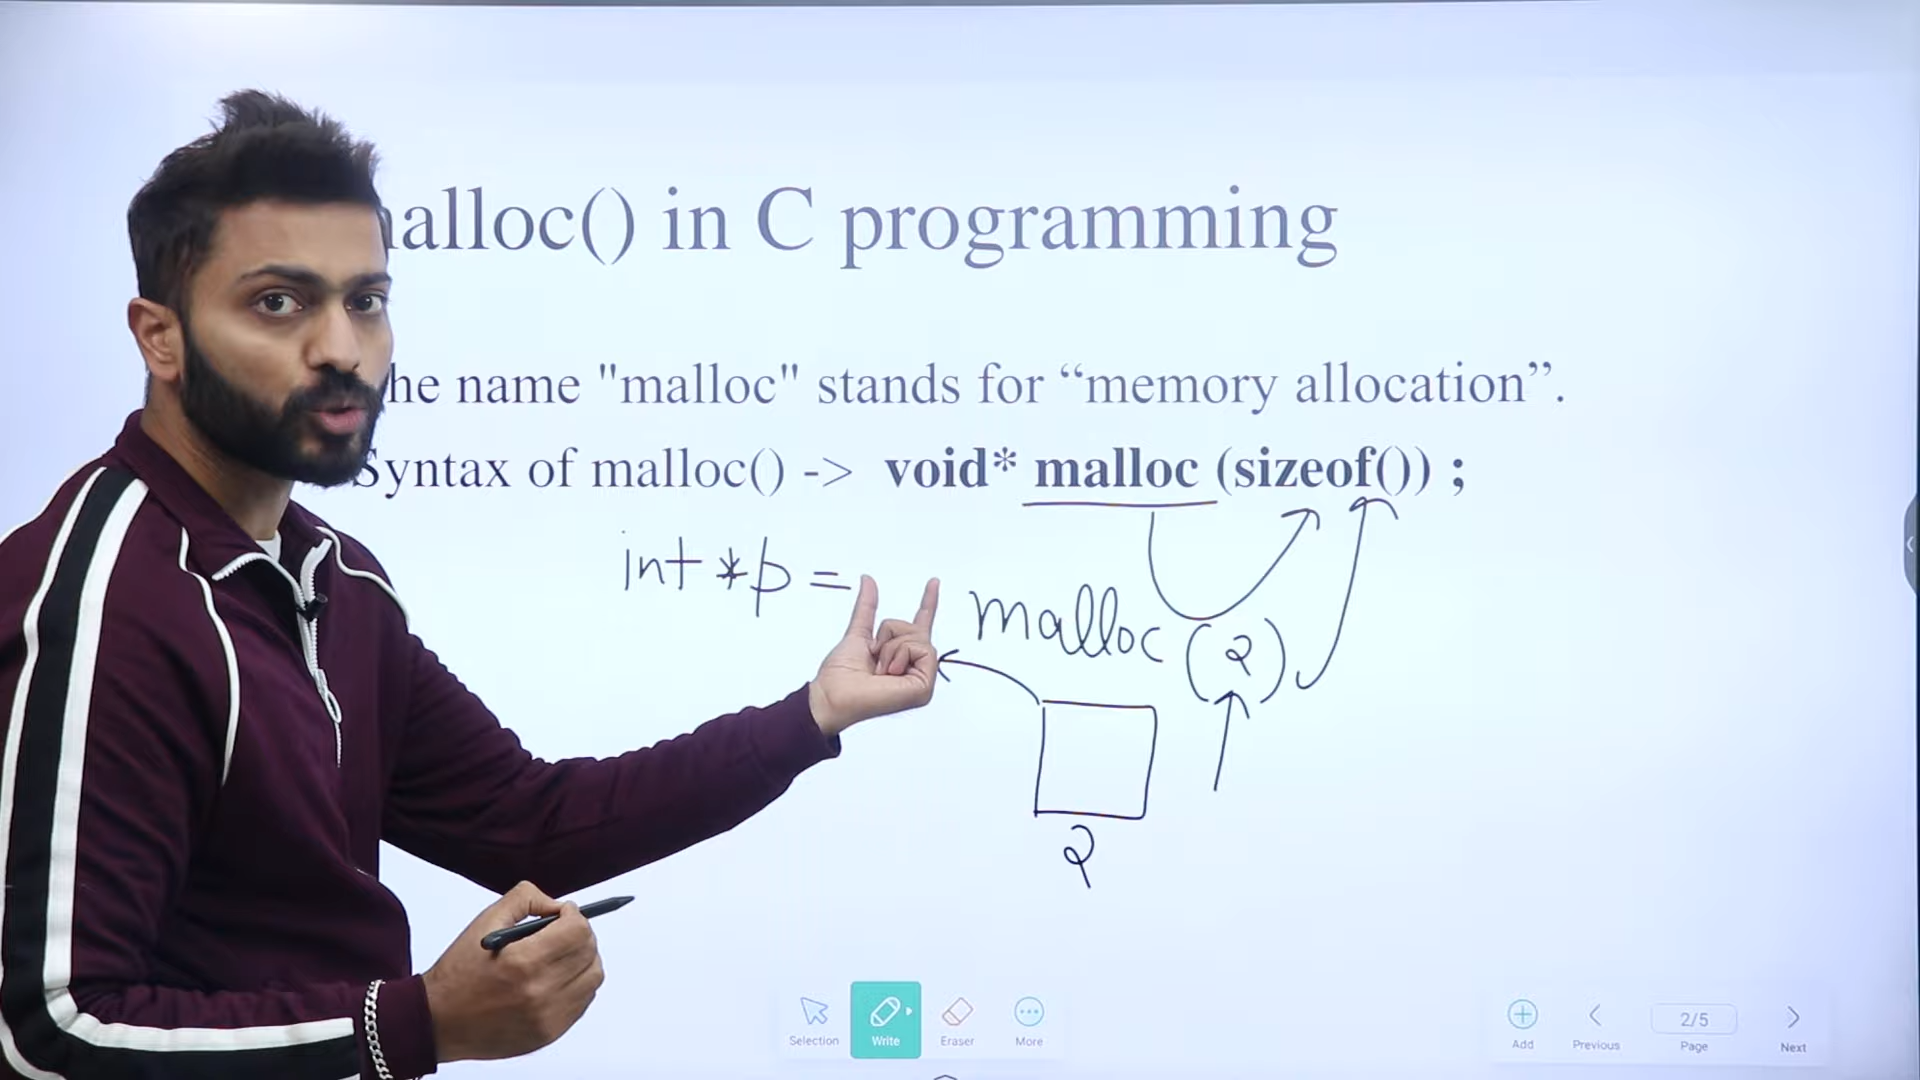 alloc() in C programming
he name "malloc" stands for “memory allocation”.
Syntax of malloc() -> void* malloc (sizeof()) ;
int *p = malloc (2)
2
Selection Write Eraser More
Add Previous 2/5 Page Next